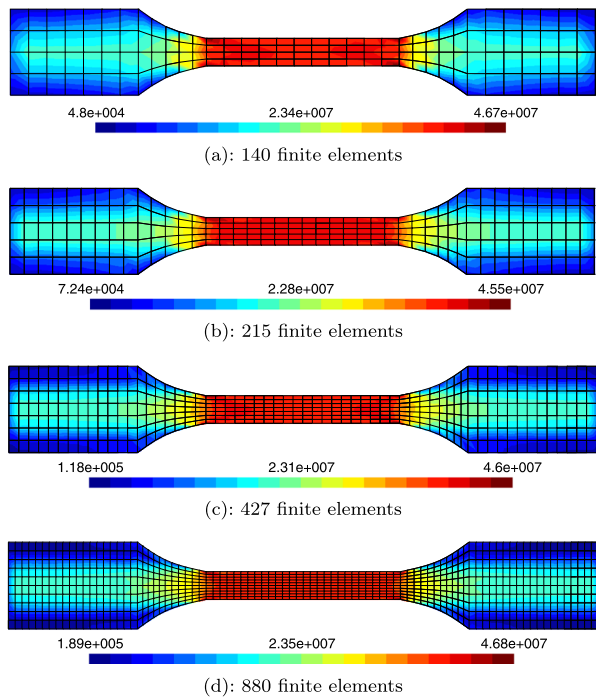 4.8e+004 2.34e+007 4.67e+007
(a): 140 finite elements
7.24e+004 2.28e+007 4.55e+007
(b): 215 finite elements
1.18e+005 2.31e+007 4.6e+007
(c): 427 finite elements
1.89e+005 2.35e+007 4.68e+007
(d): 880 finite elements